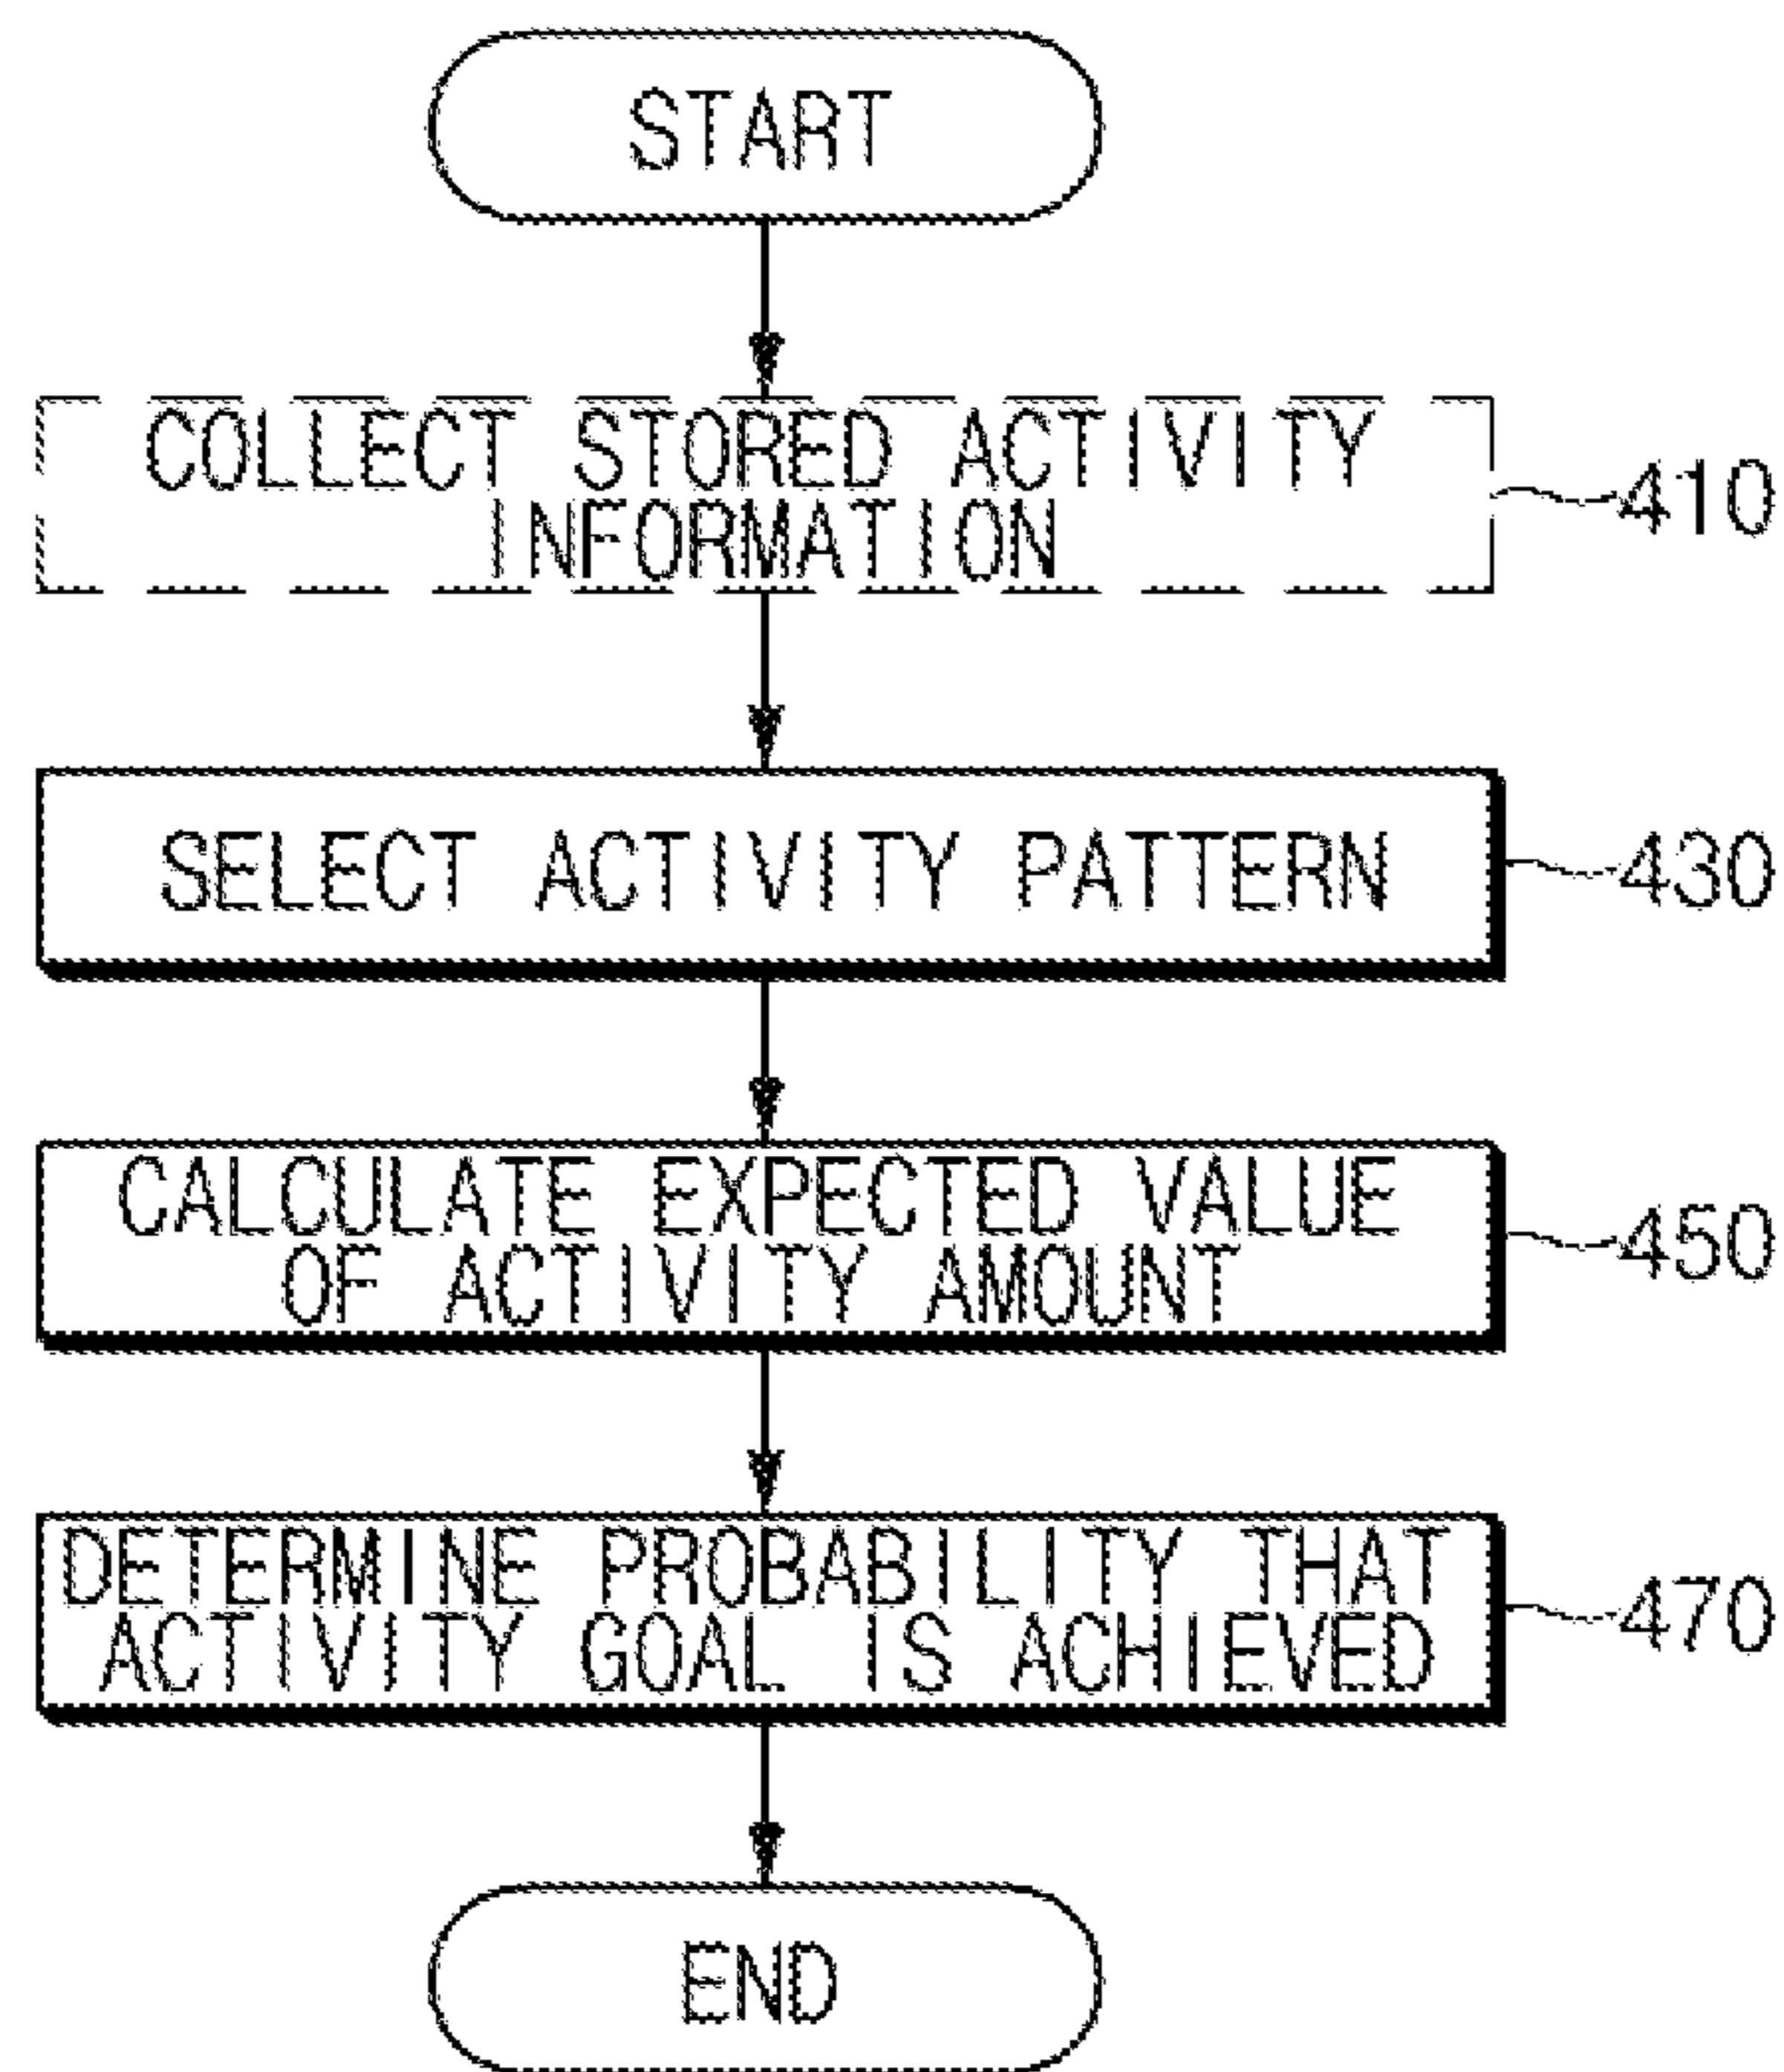 START
COLLECT STORED ACTIVITY
INFORMATION
410
SELECT ACTIVITY PATTERN
430
CALCULATE EXPECTED VALUE
OF ACTIVITY AMOUNT
450
DETERMINE PROBABILITY THAT
ACTIVITY GOAL IS ACHIEVED
470
END